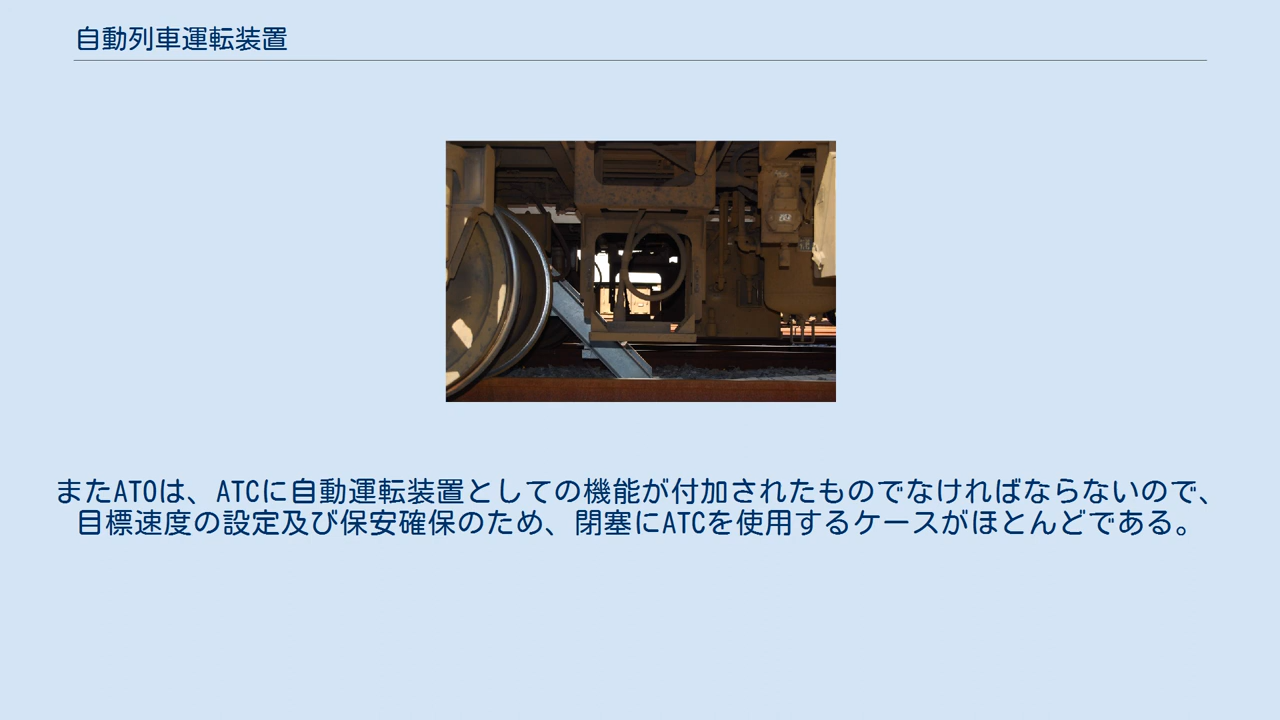 自動列車運転装置
またATOは、ATCに自動運転装置としての機能が付加されたものでなければならないので、
目標速度の設定及び保安確保のため、閉塞にATCを使用するケースがほとんどである。